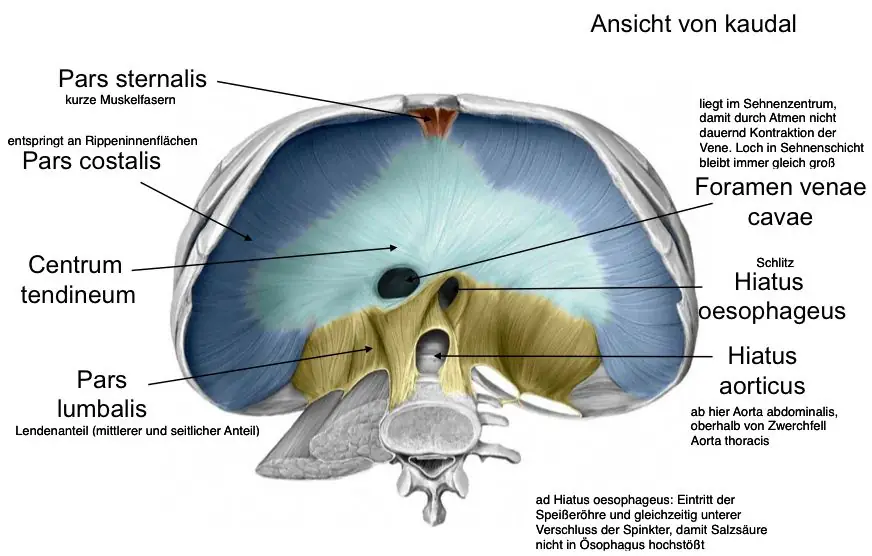 Ansicht von kaudal
Pars sternalis
kurze Muskelfasern
entspringt an Rippeninnenflächen
Pars costalis
Centrum
tendineum
Pars
lumbalis
Lendenanteil (mittlerer und seitlicher Anteil)
liegt im Sehnenzentrum,
damit durch Atmen nicht
dauernd Kontraktion der
Vene. Loch in Sehnenschicht
bleibt immer gleich groß
Foramen venae
cavae
Schlitz
Hiatus
oesophageus
Hiatus
aorticus
ab hier Aorta abdominalis,
oberhalb von Zwerchfell
Aorta thoracis
ad Hiatus oesophageus: Eintritt der
Speißeröhre und gleichzeitig unterer
Verschluss der Spinkter, damit Salzsäure
nicht in Ösophagus hochstößt